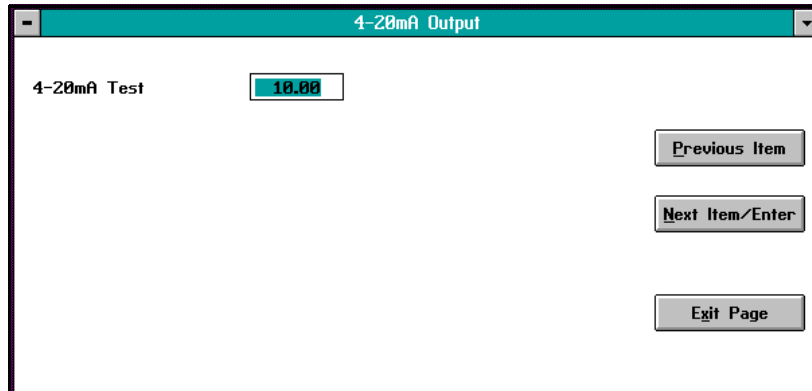 4-20mA Output
4-20mA Test 10.00
Previous Item
Next Item/Enter
Exit Page